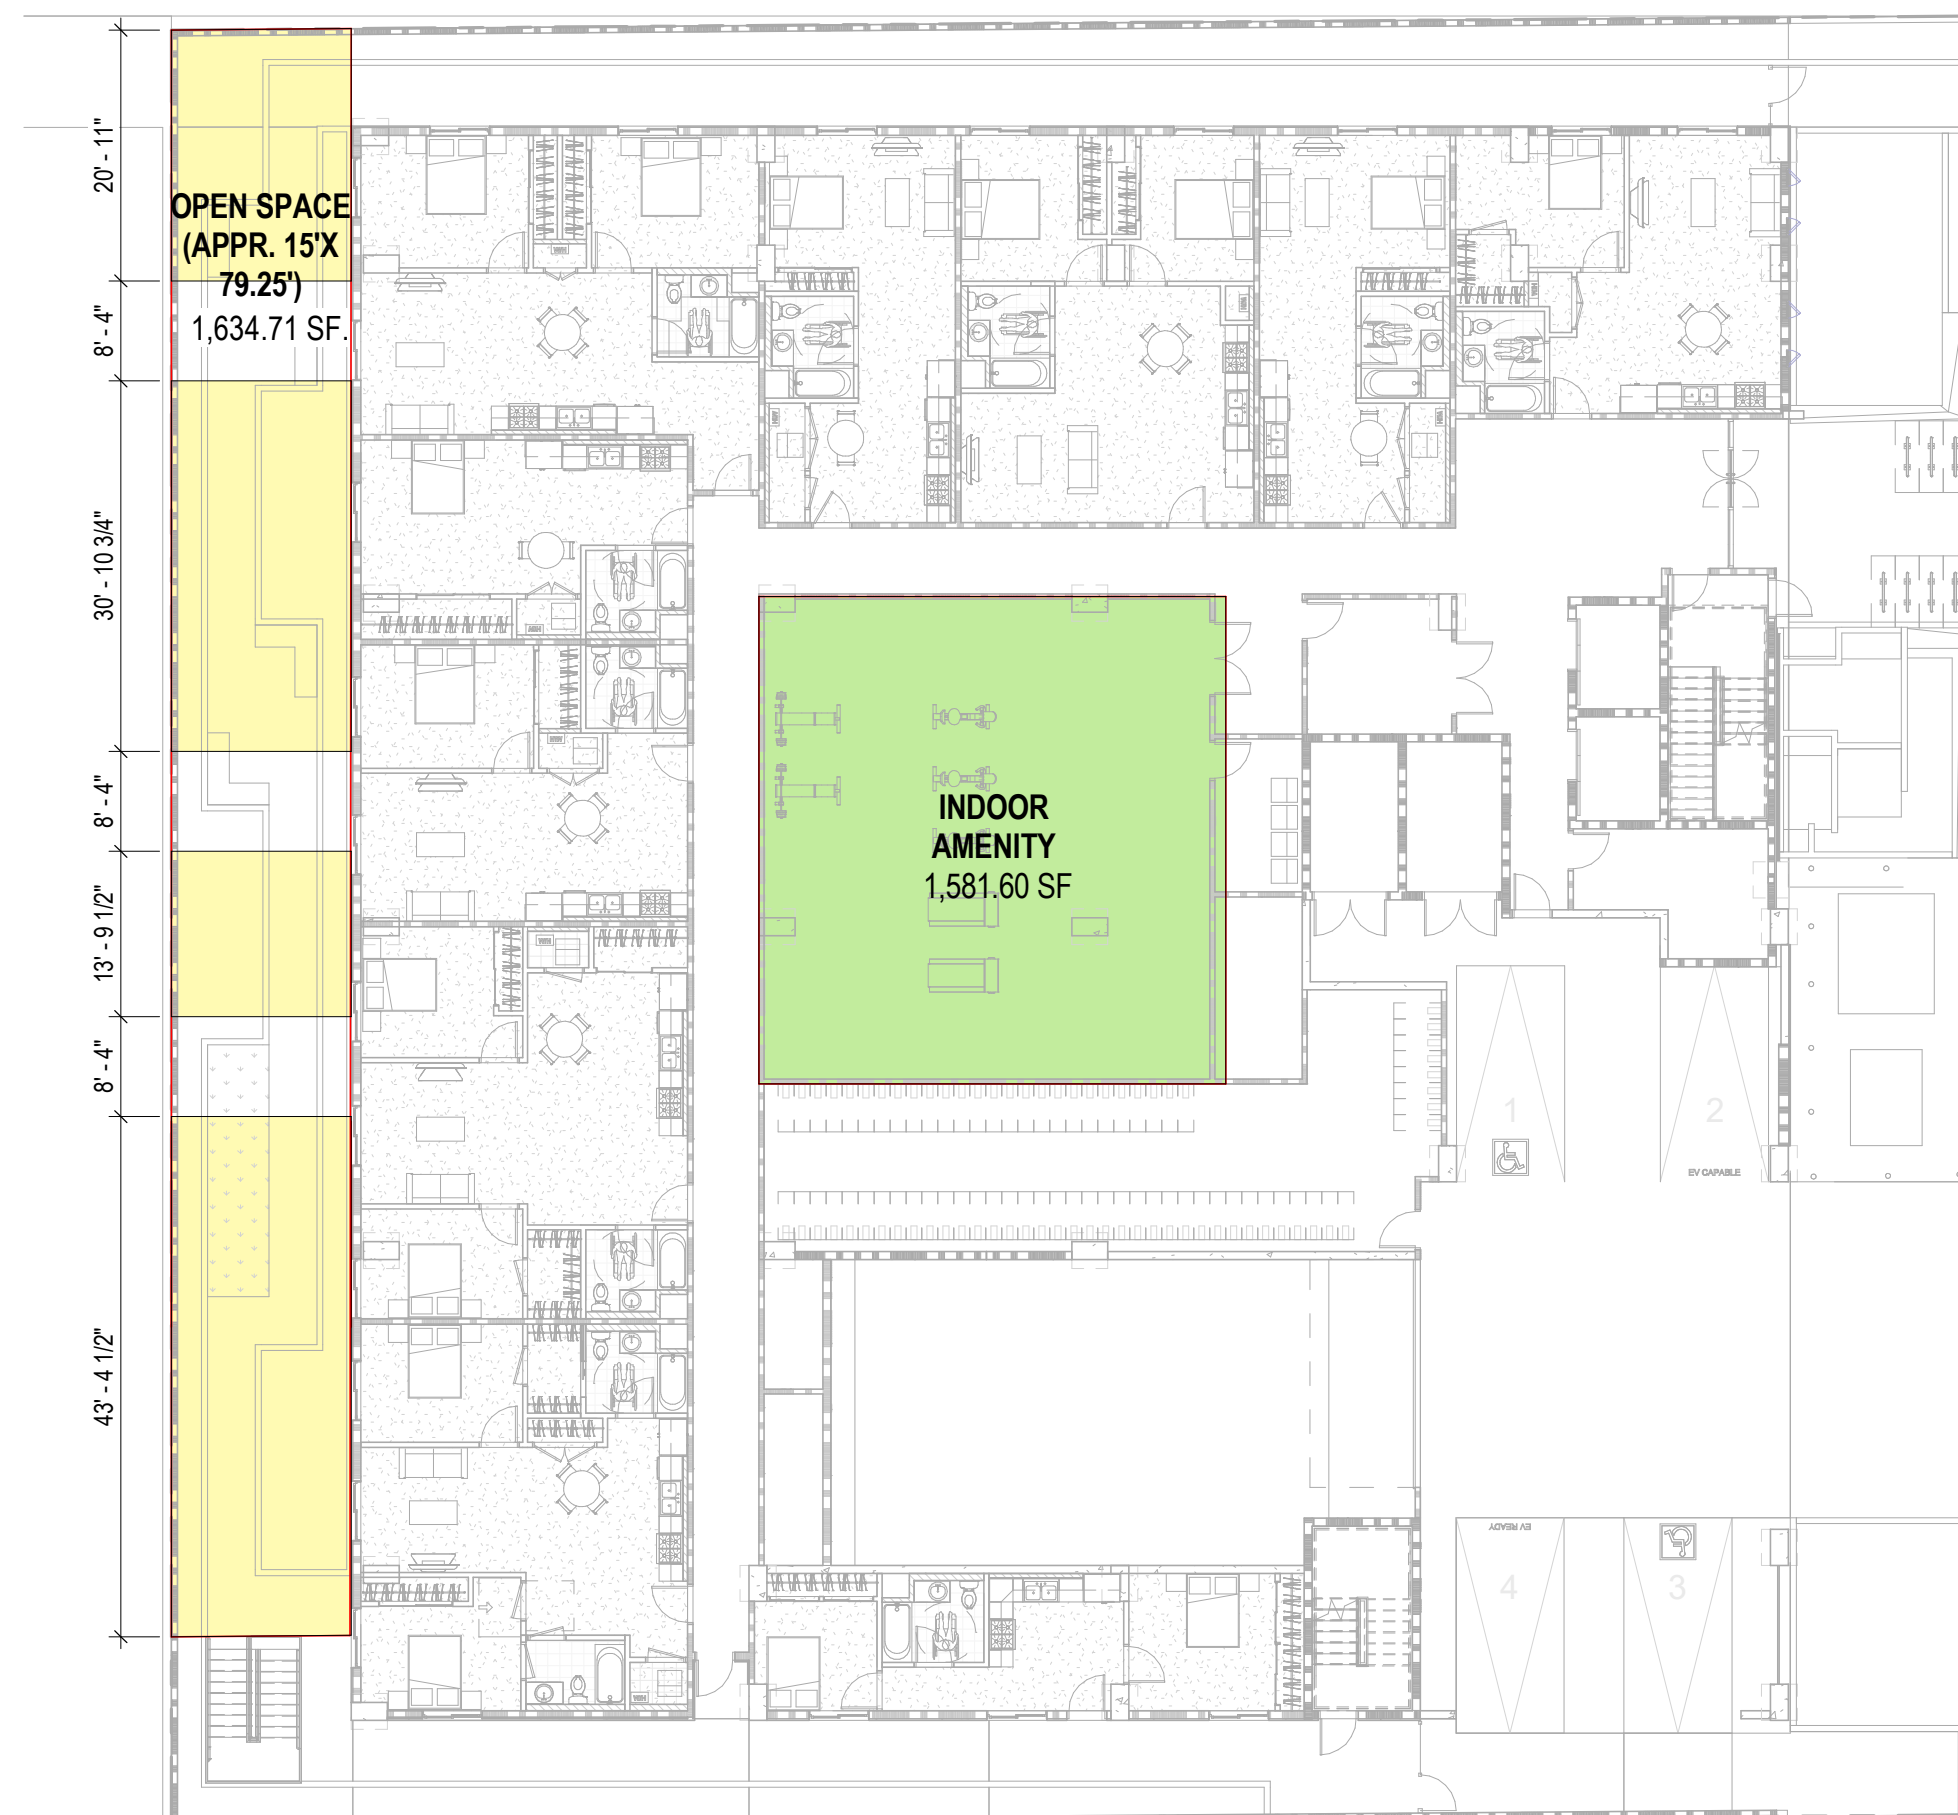 20' - 11"
OPEN SPACE
(APPR. 15'X
79.25')
1,634.71 SF.
8' - 4"
30' - 10 3/4"
8' - 4"
13' - 9 1/2"
8' - 4"
43' - 4 1/2"
INDOOR
AMENITY
1,581.60 SF
1
2
EV CAPABLE
EV READY
4
3